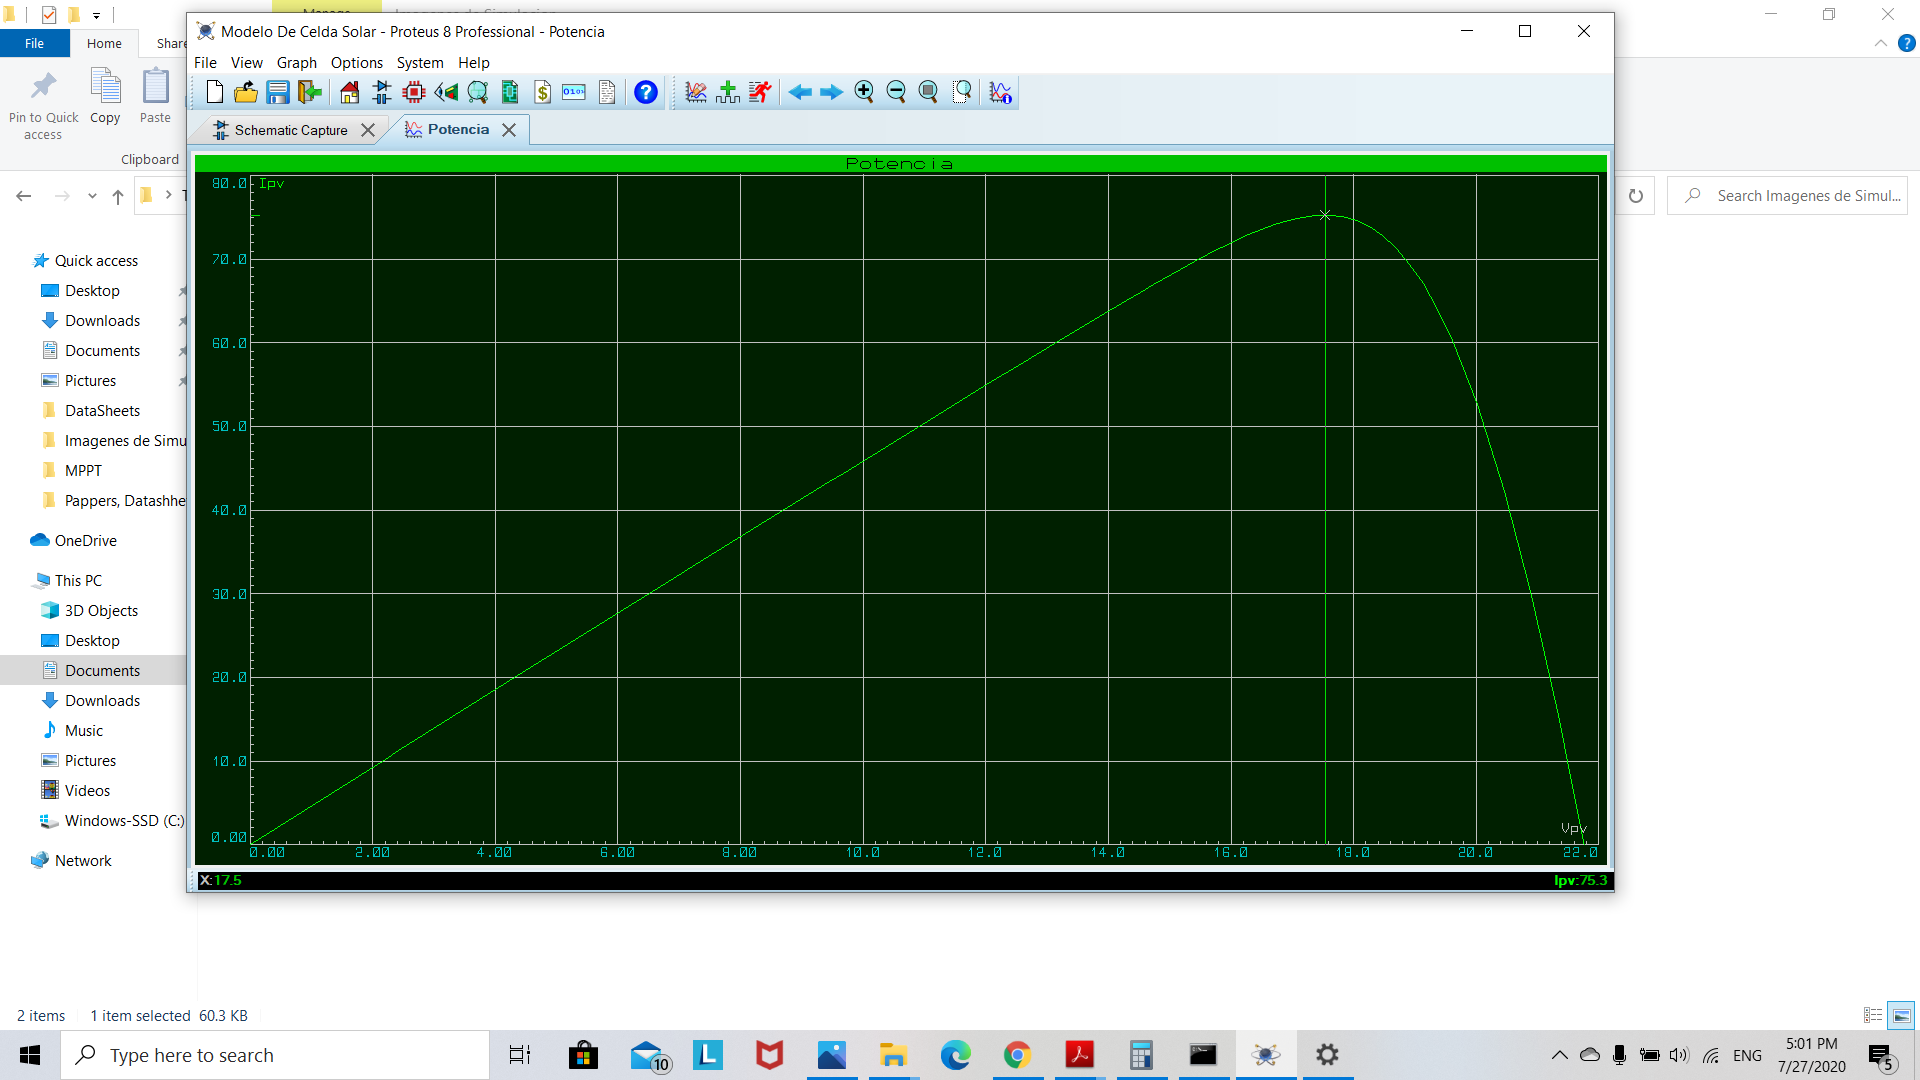 Modelo De Celda Solar - Proteus 8 Professional - Potencia
File Home Share
File View Graph Options System Help
Pin to Quick access
Copy
Paste
Clipboard
Schematic Capture
Potencia
Potencia
Search Imagenes de Simul...
Ipv
80.0
70.0
60.0
50.0
40.0
30.0
20.0
10.0
0.00
0.00 2.00 4.00 6.00 8.00 10.0 12.0 14.0 16.0 18.0 20.0 22.0
Vpv
X:17.5
Ipv:75.3
Quick access
Desktop
Downloads
Documents
Pictures
DataSheets
Imagenes de Simu
MPPT
Pappers, Datashhe
OneDrive
This PC
3D Objects
Desktop
Documents
Downloads
Music
Pictures
Videos
Windows-SSD (C:)
Network
2 items 1 item selected 60.3 KB
Type here to search
10
ENG
5:01 PM
7/27/2020
5